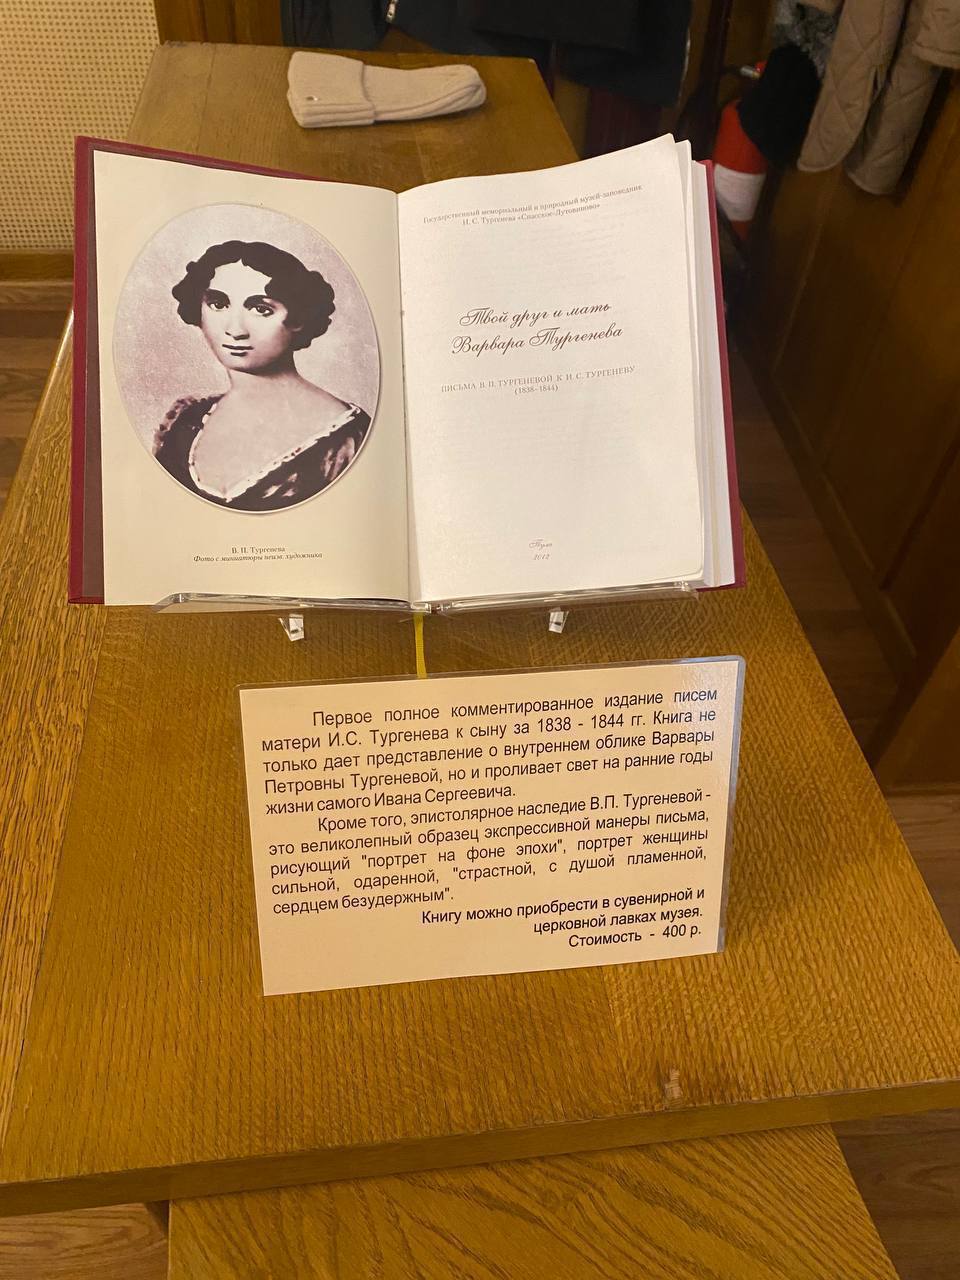 В. П. Тургенева
Фото с миниатюры неизв. художника
Государственный мемориальный и природный музей-заповедник
И. С. Тургенева «Спасское-Лутовиново»
Твой друг и мать
Варвара Тургенева
ПИСЬМА В. П. ТУРГЕНЕВОЙ К И. С. ТУРГЕНЕВУ
(1838–1844)
Тула
2012
Первое полное комментированное издание писем
матери И.С. Тургенева к сыну за 1838 - 1844 гг. Книга не
только дает представление о внутреннем облике Варвары
Петровны Тургеневой, но и проливает свет на ранние годы
жизни самого Ивана Сергеевича.
Кроме того, эпистолярное наследие В.П. Тургеневой -
это великолепный образец экспрессивной манеры письма,
рисующий "портрет на фоне эпохи", портрет женщины
сильной, одаренной, "страстной, с душой пламенной,
сердцем безудержным".
Книгу можно приобрести в сувенирной и
церковной лавках музея.
Стоимость - 400 р.